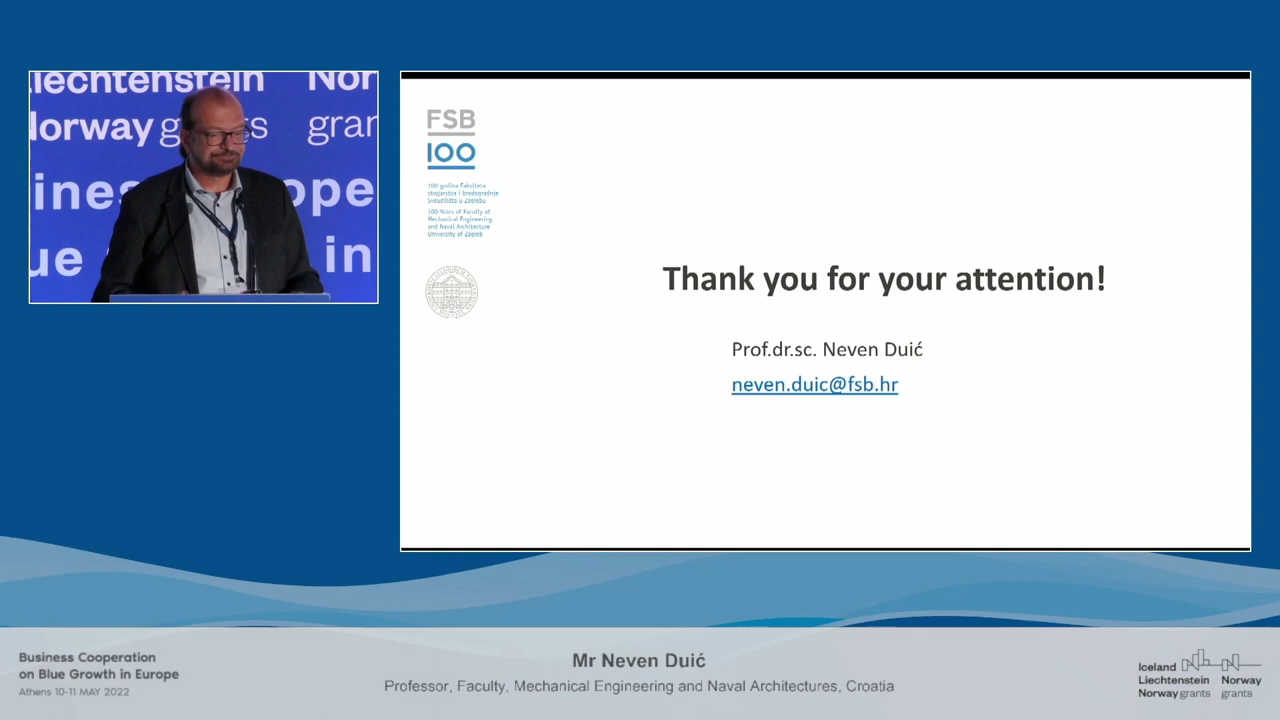 Liechtenstein Nor
Norway grants gran
ines ope
ue in
FSB
100
100 godina Fakulteta
strojarstva i brodogradnje
Sveučilišta u Zagrebu
100 Years of Faculty of
Mechanical Engineering
and Naval Architecture
University of Zagreb
Thank you for your attention!
Prof.dr.sc. Neven Duić
neven.duic@fsb.hr
Business Cooperation
on Blue Growth in Europe
Athens 10-11 MAY 2022
Mr Neven Duić
Professor, Faculty, Mechanical Engineering and Naval Architectures, Croatia
Iceland
Liechtenstein Norway
Norway grants grants